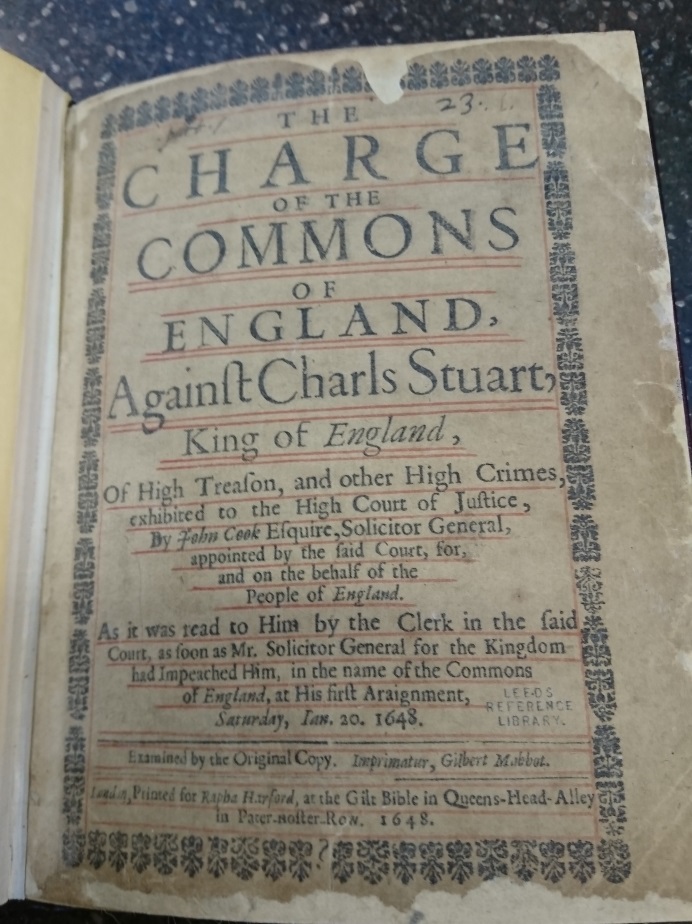 23.
THE
CHARGE
OF THE
COMMONS
OF
ENGLAND,
Againſt Charls Stuart,
King of England,
Of High Treaſon, and other High Crimes,
exhibited to the High Court of Juſtice,
By John Cook Eſquire, Solicitor General,
appointed by the ſaid Court, for,
and on the behalf of the
People of England.
As it was read to Him by the Clerk in the ſaid
Court, as ſoon as Mr. Solicitor General for the Kingdom
had Impeached Him, in the name of the Commons
of England, at His firſt Araignment,
Saturday, Ian. 20. 1648.
LEEDS
REFERENCE
LIBRARY.
Examined by the Original Copy. Imprimatur, Gilbert Mabbot.
London, Printed for Rapha Harford, at the Gilt Bible in Queens-Head-Alley
in Pater-noſter-Row. 1648.